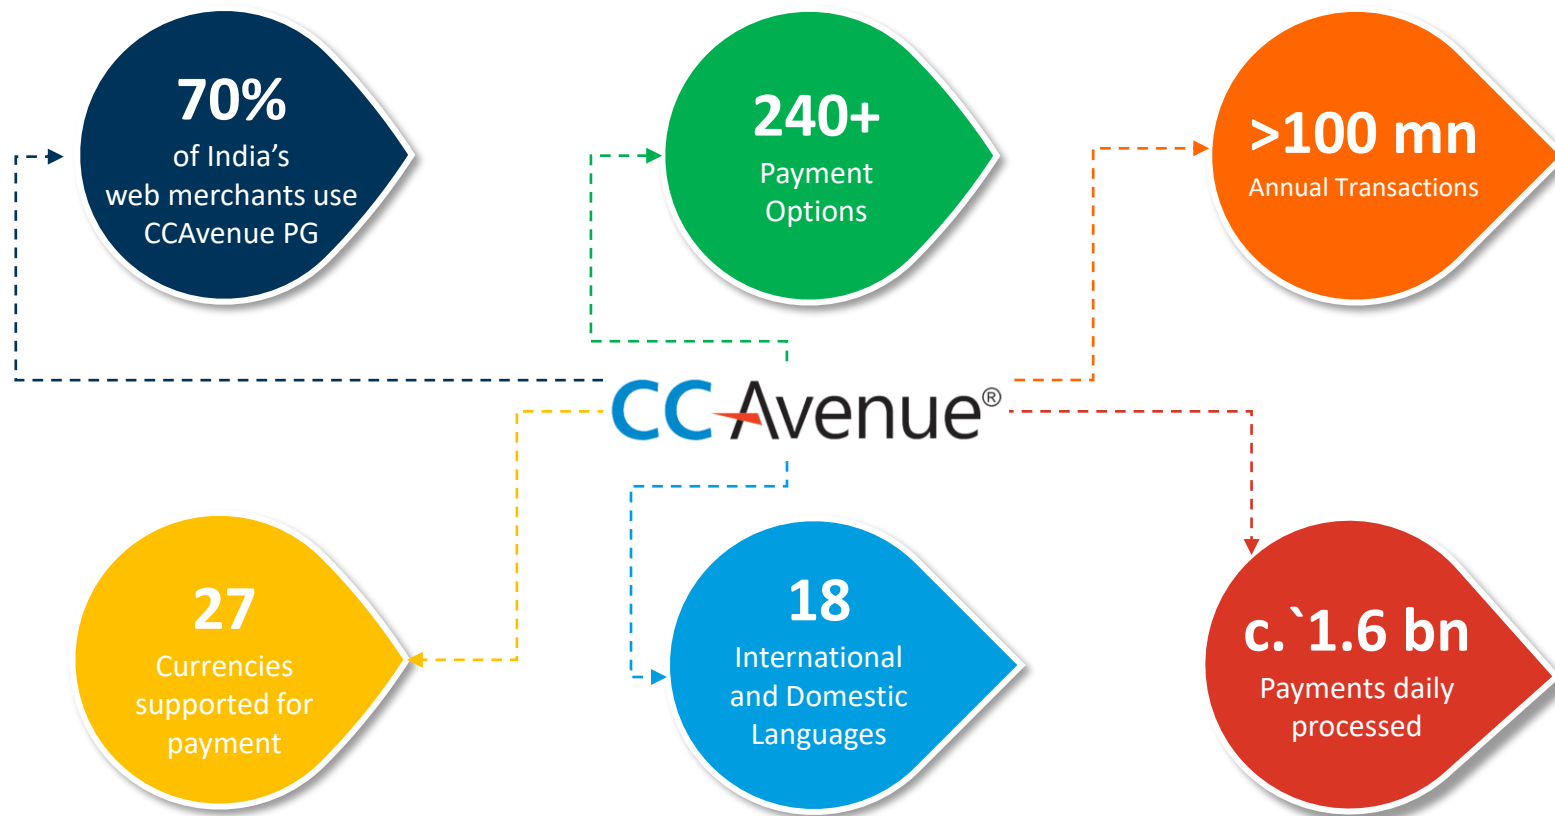 70%
of India’s
web merchants use
CCAvenue PG
240+
Payment
Options
>100 mn
Annual Transactions
CCAvenue®
27
Currencies
supported for
payment
18
International
and Domestic
Languages
c.`1.6 bn
Payments daily
processed